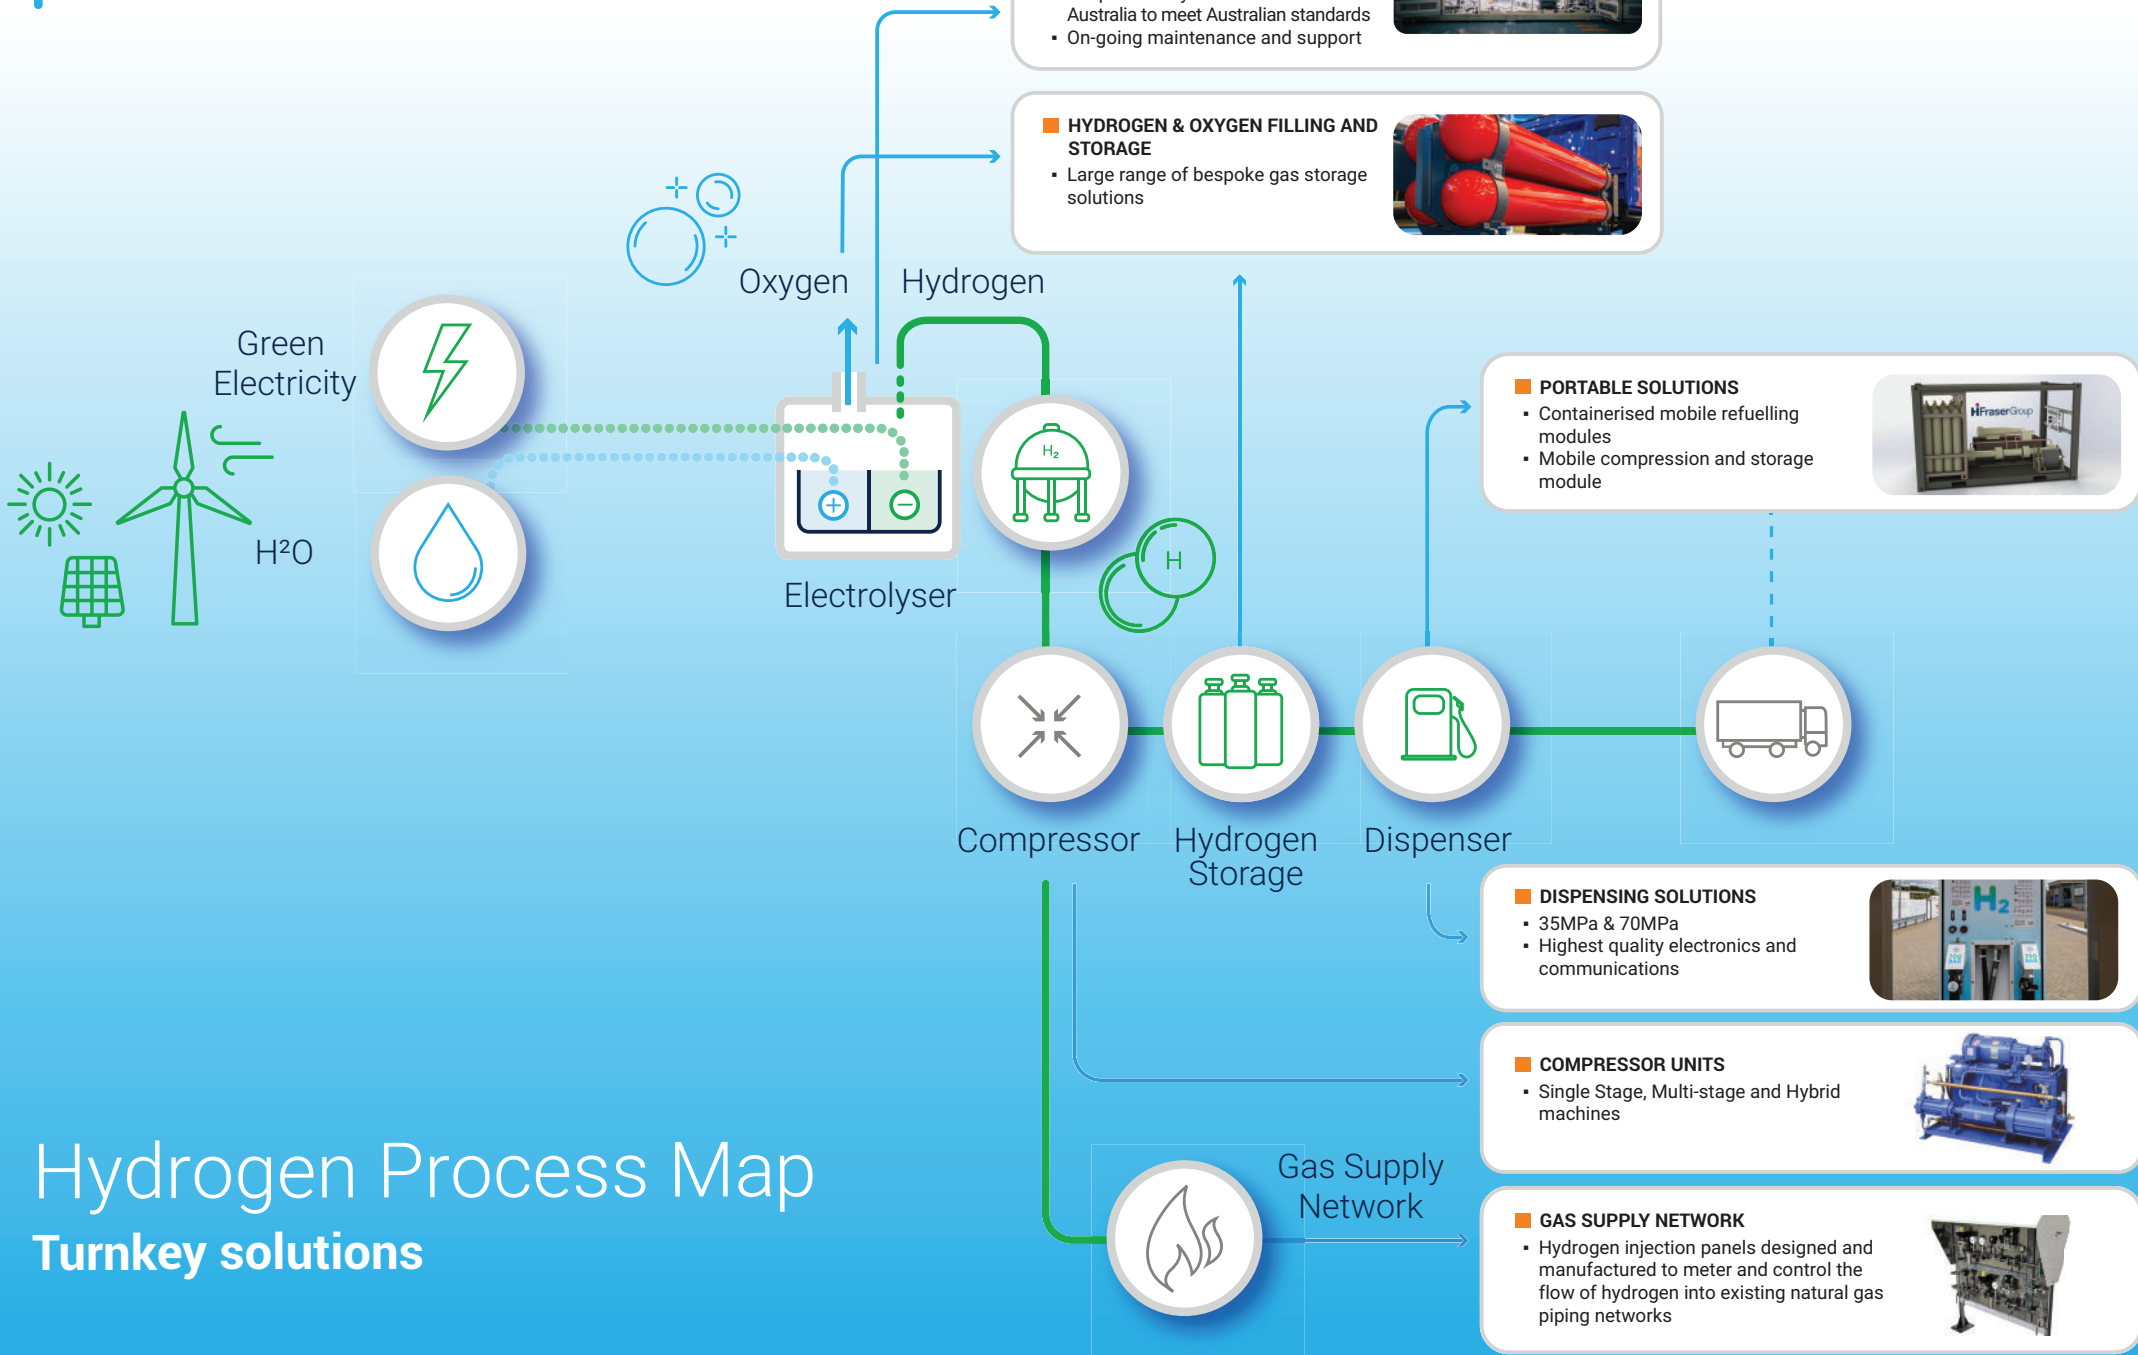 Australia to meet Australian standards
▪ On-going maintenance and support
HYDROGEN & OXYGEN FILLING AND
STORAGE
▪ Large range of bespoke gas storage
solutions
Oxygen
Hydrogen
Green
Electricity
H²O
H₂
H
Electrolyser
PORTABLE SOLUTIONS
▪ Containerised mobile refuelling
modules
▪ Mobile compression and storage
module
HFraserGroup
Compressor
Hydrogen
Storage
Dispenser
DISPENSING SOLUTIONS
▪ 35MPa & 70MPa
▪ Highest quality electronics and
communications
H₂
COMPRESSOR UNITS
▪ Single Stage, Multi-stage and Hybrid
machines
Gas Supply
Network
GAS SUPPLY NETWORK
▪ Hydrogen injection panels designed and
manufactured to meter and control the
flow of hydrogen into existing natural gas
piping networks
Hydrogen Process Map
Turnkey solutions